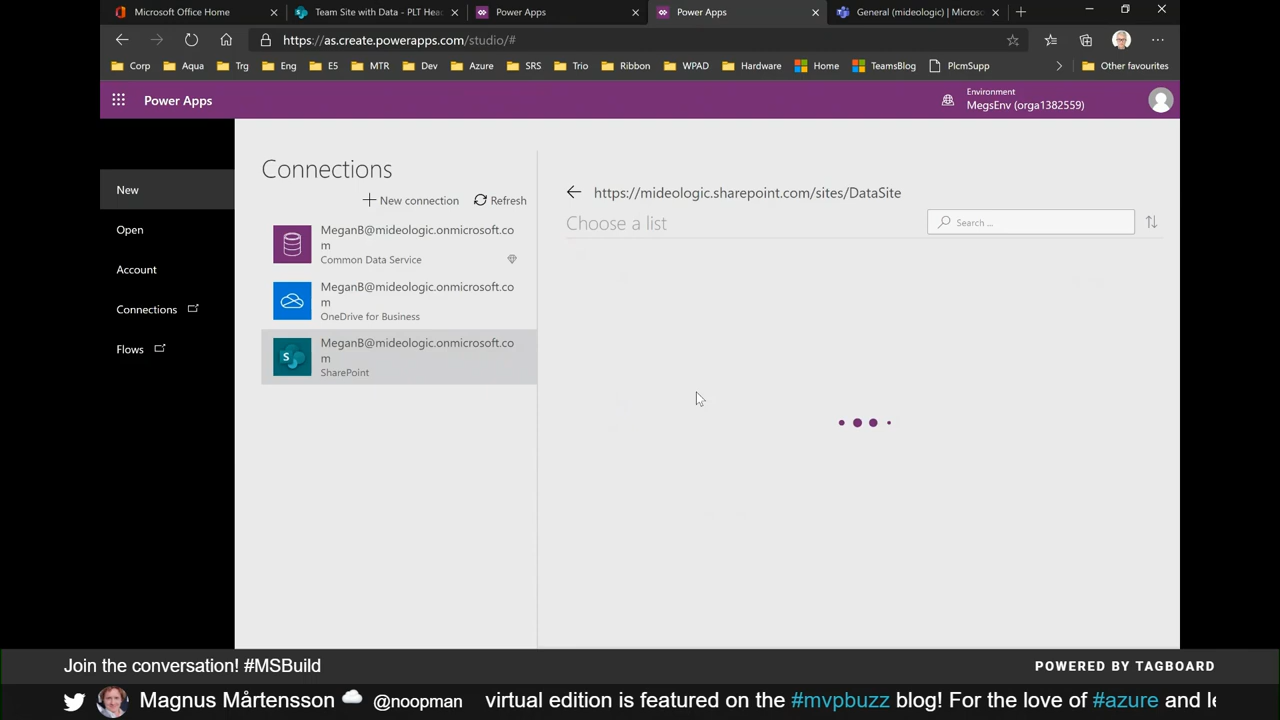 Microsoft Office Home
Team Site with Data - PLT Hea
Power Apps
Power Apps
General (mideologic) | Micros
https://as.create.powerapps.com/studio/#
Corp
Aqua
Trg
Eng
E5
MTR
Dev
Azure
SRS
Trio
Ribbon
WPAD
Hardware
Home
TeamsBlog
PlcmSupp
Other favourites
Power Apps
Environment
MegsEnv (orga1382559)
New
Open
Account
Connections
Flows
Connections
New connection
Refresh
MeganB@mideologic.onmicrosoft.co
m
Common Data Service
MeganB@mideologic.onmicrosoft.co
m
OneDrive for Business
MeganB@mideologic.onmicrosoft.co
m
SharePoint
https://mideologic.sharepoint.com/sites/DataSite
Choose a list
Search ...
Join the conversation! #MSBuild
POWERED BY TAGBOARD
Magnus Mårtensson @noopman virtual edition is featured on the #mvpbuzz blog! For the love of #azure and le